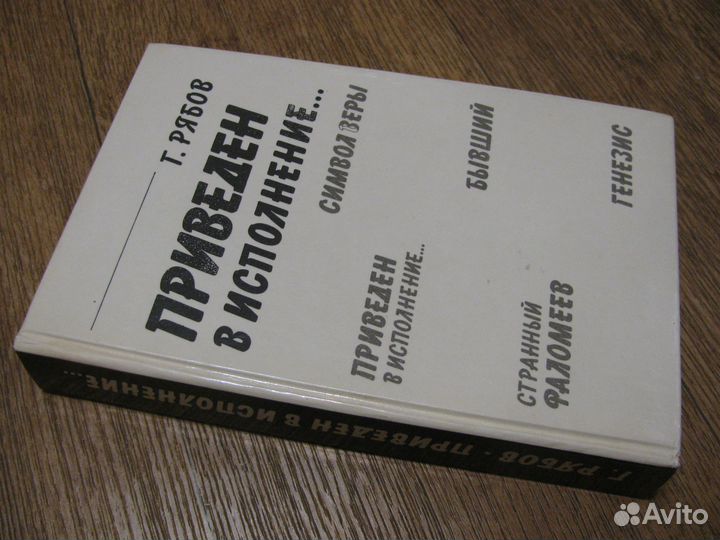 Г. РЯБОВ
ПРИВЕДЕН
В ИСПОЛНЕНИЕ...
СИМВОЛ ВЕРЫ
БЫВШИЙ
ГЕНЕЗИС
ПРИВЕДЕН
В ИСПОЛНЕНИЕ...
СТРАННЫЙ
ФАЛОМЕЕВ
Г. РЯБОВ · ПРИВЕДЕН В ИСПОЛНЕНИЕ...
Avito